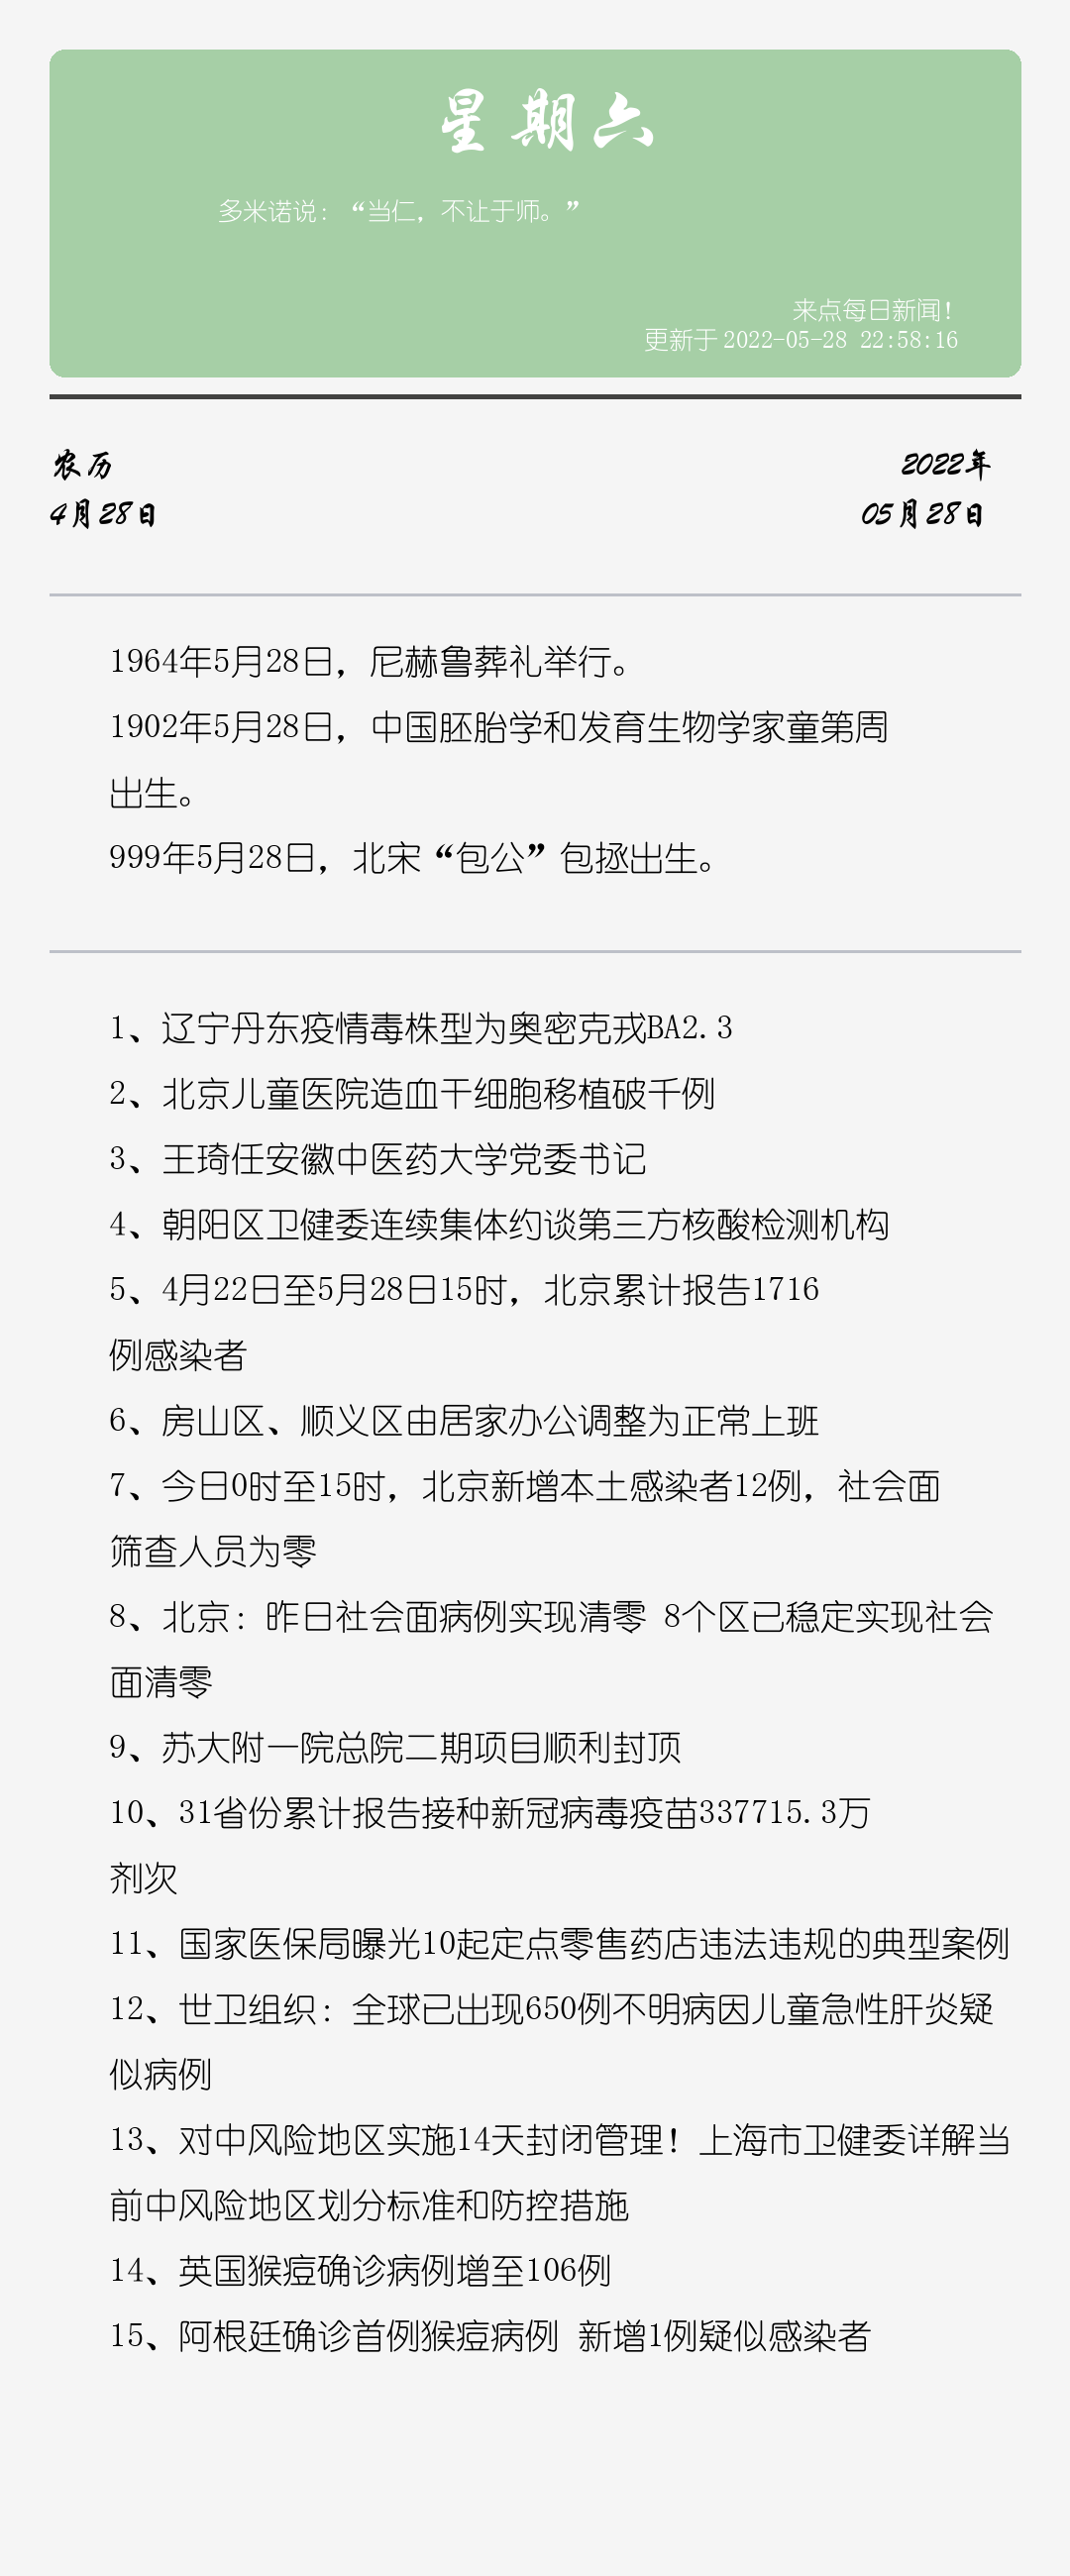 星期六
多米诺说：“当仁，不让于师。”
来点每日新闻！
更新于 2022-05-28 22:58:16
农历
2022年
4月28日
05月28日
1964年5月28日，尼赫鲁葬礼举行。
1902年5月28日，中国胚胎学和发育生物学家童第周
出生。
999年5月28日，北宋“包公”包拯出生。
1、辽宁丹东疫情毒株型为奥密克戎BA2.3
2、北京儿童医院造血干细胞移植破千例
3、王琦任安徽中医药大学党委书记
4、朝阳区卫健委连续集体约谈第三方核酸检测机构
5、4月22日至5月28日15时，北京累计报告1716
例感染者
6、房山区、顺义区由居家办公调整为正常上班
7、今日0时至15时，北京新增本土感染者12例，社会面
筛查人员为零
8、北京：昨日社会面病例实现清零 8个区已稳定实现社会
面清零
9、苏大附一院总院二期项目顺利封顶
10、31省份累计报告接种新冠病毒疫苗337715.3万
剂次
11、国家医保局曝光10起定点零售药店违法违规的典型案例
12、世卫组织：全球已出现650例不明病因儿童急性肝炎疑
似病例
13、对中风险地区实施14天封闭管理！上海市卫健委详解当
前中风险地区划分标准和防控措施
14、英国猴痘确诊病例增至106例
15、阿根廷确诊首例猴痘病例 新增1例疑似感染者